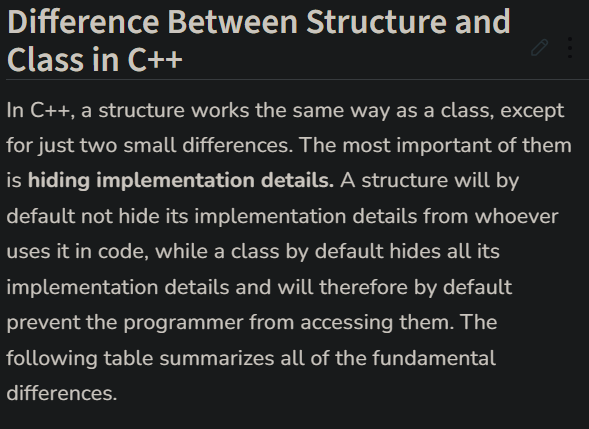 Difference Between Structure and
Class in C++
In C++, a structure works the same way as a class, except
for just two small differences. The most important of them
is hiding implementation details. A structure will by
default not hide its implementation details from whoever
uses it in code, while a class by default hides all its
implementation details and will therefore by default
prevent the programmer from accessing them. The
following table summarizes all of the fundamental
differences.